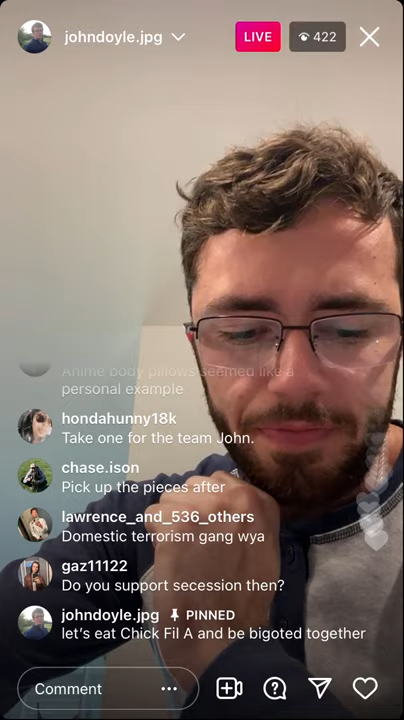 johndoyle.jpg
LIVE
422
Anime body pillows seemed like a
personal example
hondahunny18k
Take one for the team John.
chase.ison
Pick up the pieces after
lawrence_and_536_others
Domestic terrorism gang wya
gaz11122
Do you support secession then?
johndoyle.jpg PINNED
let's eat Chick Fil A and be bigoted together
Comment